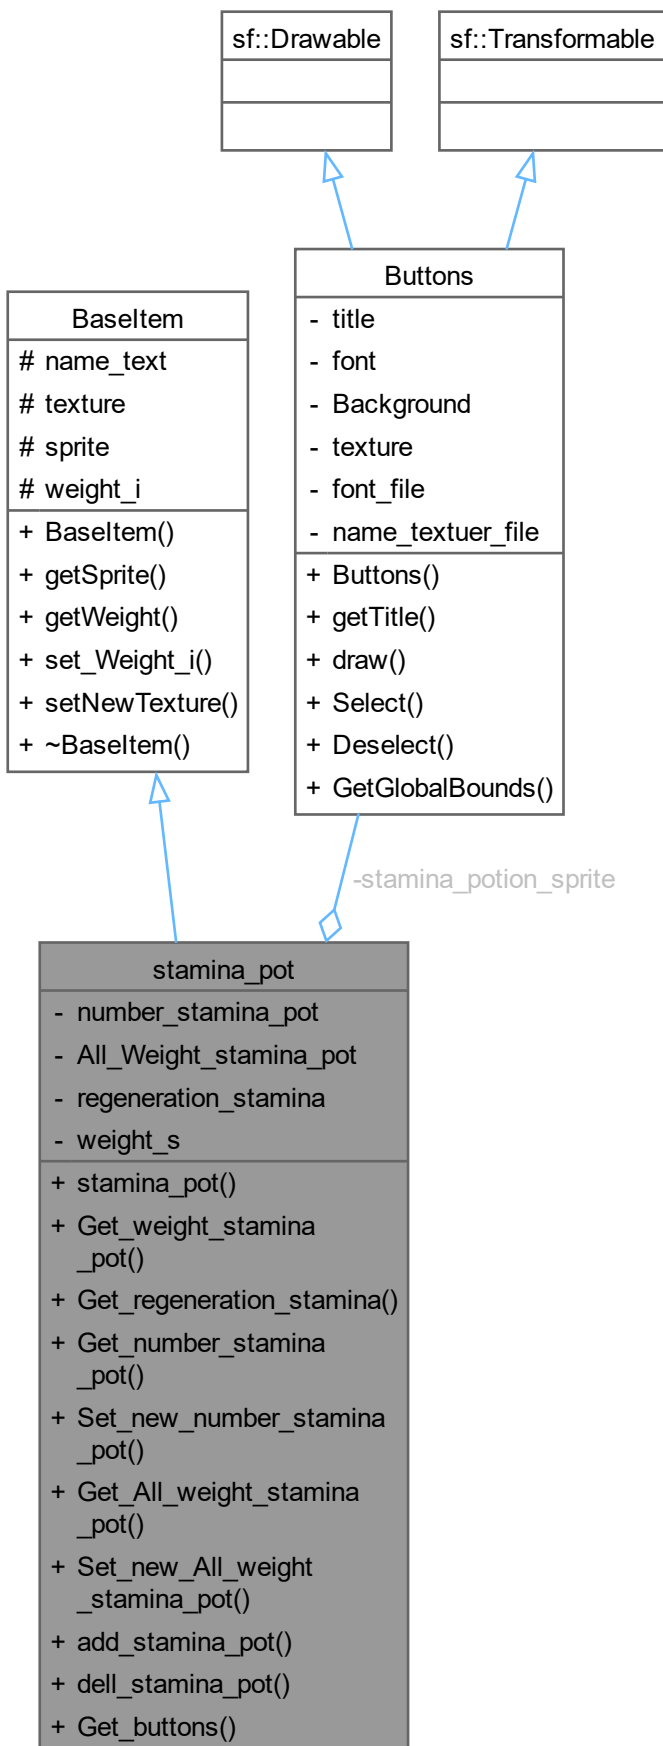 sf::Drawable
sf::Transformable
Buttons
- title
- font
- Background
- texture
- font_file
- name_textuer_file
+ Buttons()
+ getTitle()
+ draw()
+ Select()
+ Deselect()
+ GetGlobalBounds()
BaseItem
# name_text
# texture
# sprite
# weight_i
+ BaseItem()
+ getSprite()
+ getWeight()
+ set_Weight_i()
+ setNewTexture()
+ ~BaseItem()
-stamina_potion_sprite
stamina_pot
- number_stamina_pot
- All_Weight_stamina_pot
- regeneration_stamina
- weight_s
+ stamina_pot()
+ Get_weight_stamina
_pot()
+ Get_regeneration_stamina()
+ Get_number_stamina
_pot()
+ Set_new_number_stamina
_pot()
+ Get_All_weight_stamina
_pot()
+ Set_new_All_weight
_stamina_pot()
+ add_stamina_pot()
+ dell_stamina_pot()
+ Get_buttons()